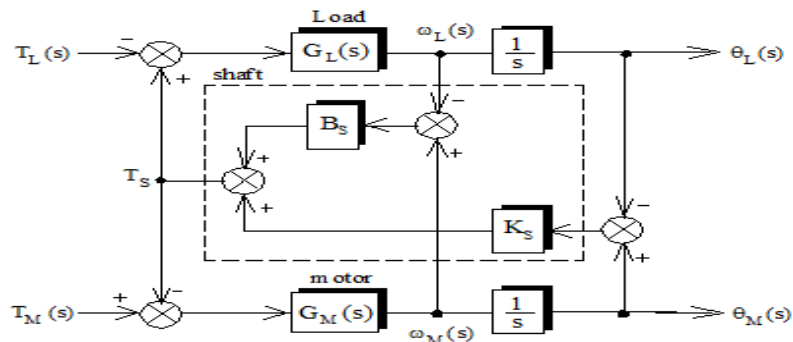 Load
T_L(s) − G_L(s) ω_L(s) 1/s θ_L(s)
+
shaft
−
B_S
+ +
T_S
+
K_S −
+
motor
T_M(s) + − G_M(s) 1/s θ_M(s)
ω_M(s)